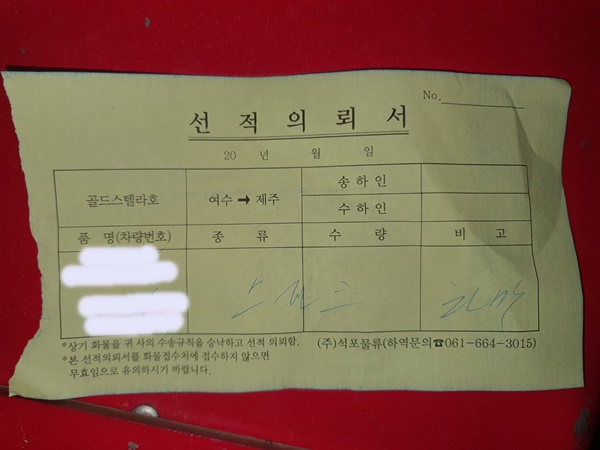 No.
선적의뢰서
20 년 월 일
골드스텔라호 여수 → 제주 송하인
수하인
품 명(차량번호) 종 류 수 량 비 고
*상기 화물을 귀 사의 수송규칙을 승낙하고 선적 의뢰함.
(주)석포물류(하역문의☎061-664-3015)
*본 선적의뢰서를 화물접수처에 접수하지 않으면
무효임으로 유의하시기 바랍니다.